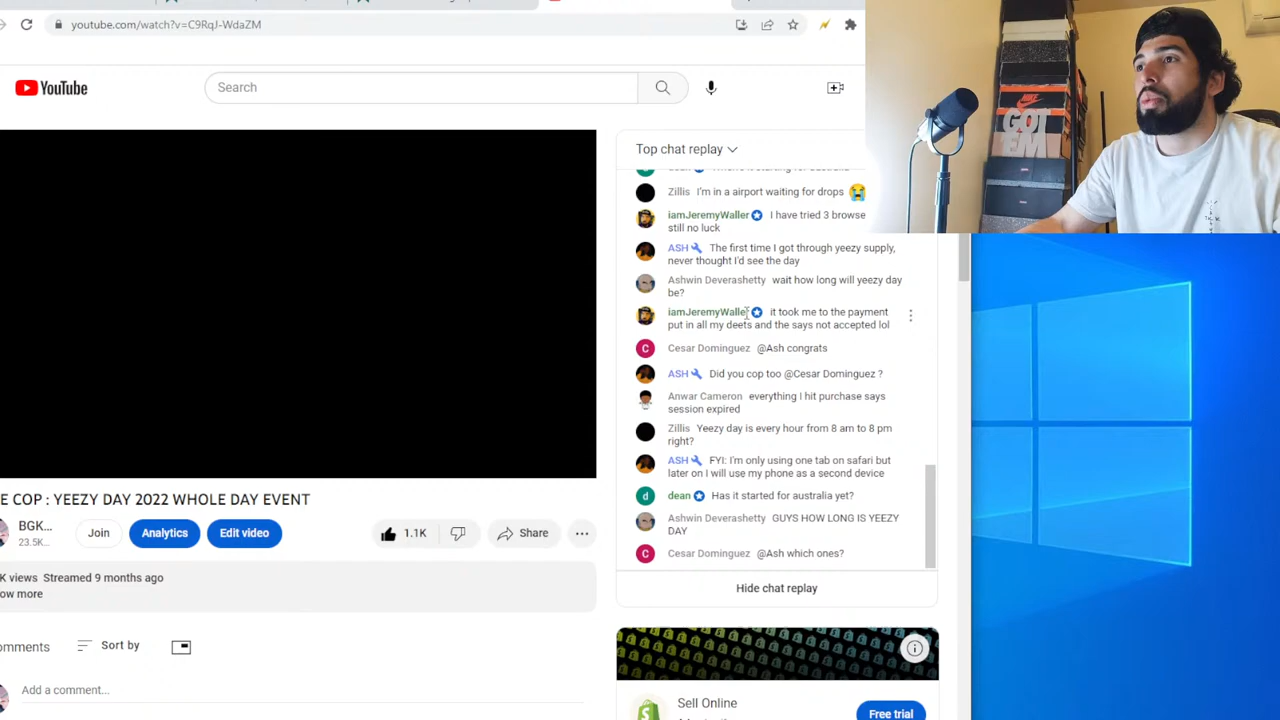 youtube.com/watch?v=C9RqJ-WdaZM
YouTube
Search
Top chat replay
Zillis I'm in a airport waiting for drops 😭
iamJeremyWaller I have tried 3 browse
still no luck
ASH The first time I got through yeezy supply,
never thought I'd see the day
Ashwin Deverashetty wait how long will yeezy day
be?
iamJeremyWaller it took me to the payment
put in all my deets and the says not accepted lol
C Cesar Dominguez @Ash congrats
ASH Did you cop too @Cesar Dominguez ?
Anwar Cameron everything I hit purchase says
session expired
Zillis Yeezy day is every hour from 8 am to 8 pm
right?
ASH FYI: I'm only using one tab on safari but
later on I will use my phone as a second device
d dean Has it started for australia yet?
Ashwin Deverashetty GUYS HOW LONG IS YEEZY
DAY
C Cesar Dominguez @Ash which ones?
Hide chat replay
E COP : YEEZY DAY 2022 WHOLE DAY EVENT
BGK...
23.5K...
Join
Analytics
Edit video
1.1K
Share
K views Streamed 9 months ago
ow more
omments
Sort by
Add a comment...
Sell Online
Free trial
NIKE
GOT
EM